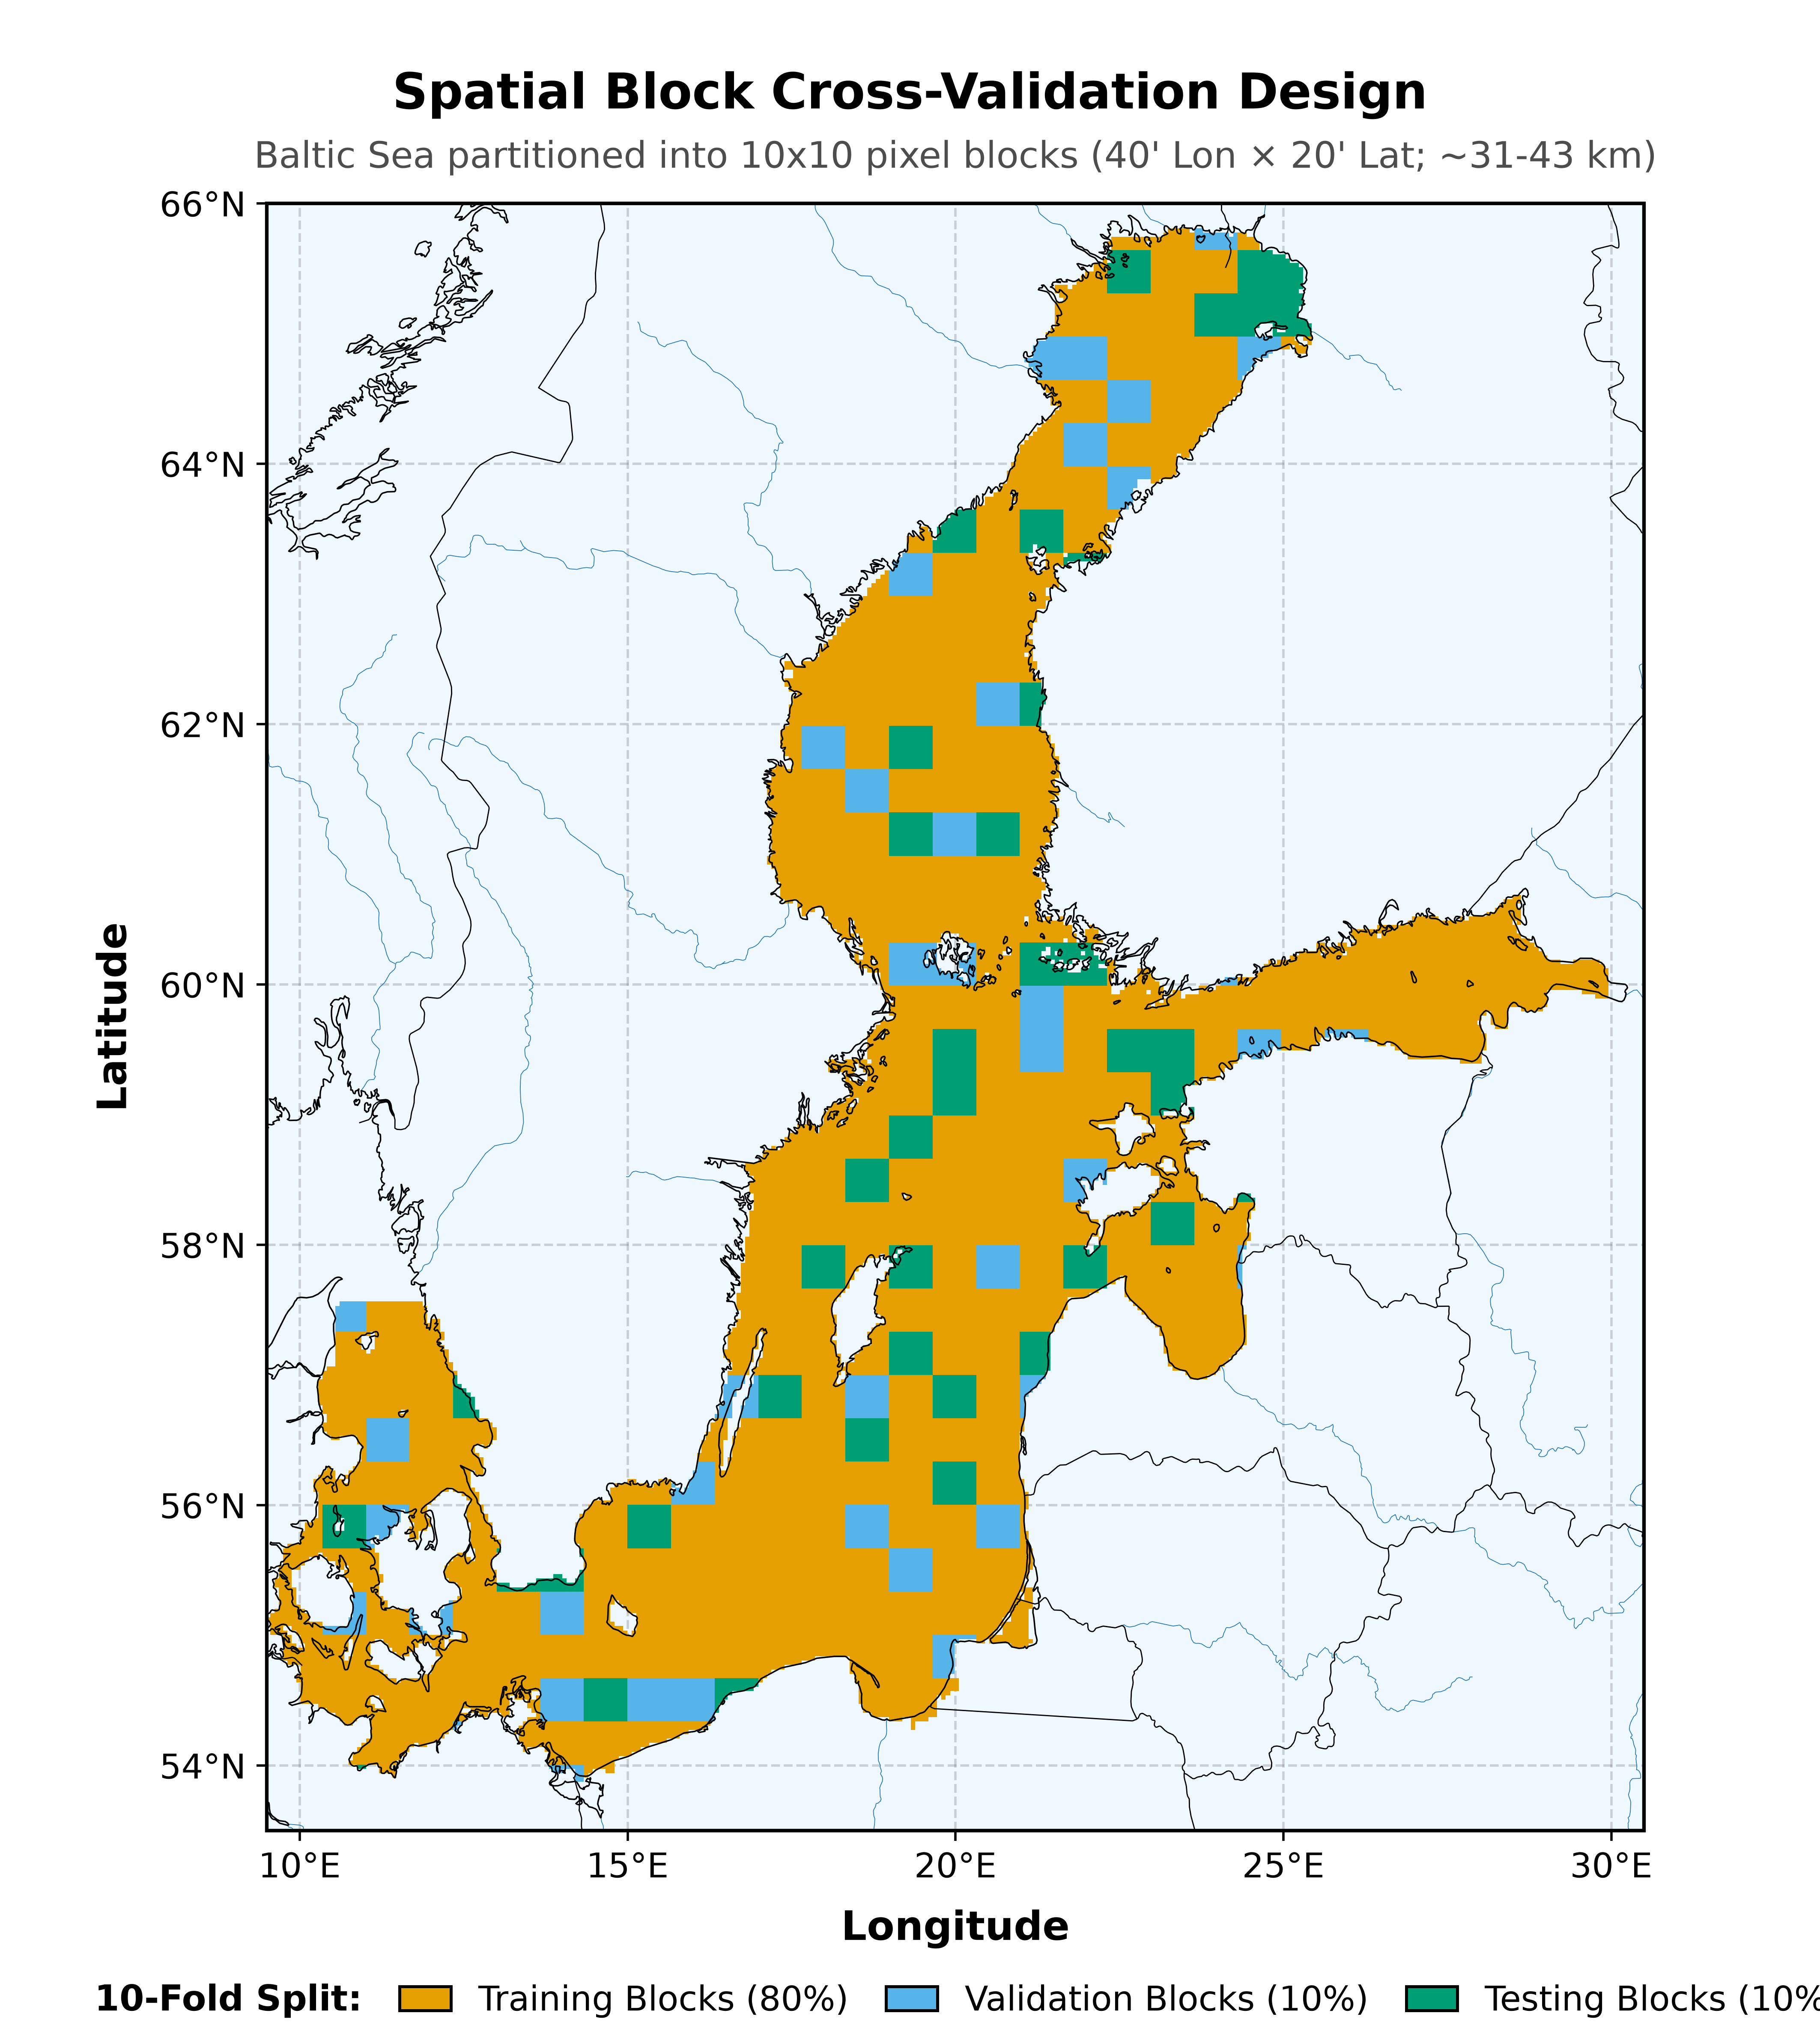 Spatial Block Cross-Validation Design
Baltic Sea partitioned into 10x10 pixel blocks (40' Lon × 20' Lat; ~31-43 km)
66°N
64°N
62°N
60°N
58°N
56°N
54°N
Latitude
10°E 15°E 20°E 25°E 30°E
Longitude
10-Fold Split: Training Blocks (80%) Validation Blocks (10%) Testing Blocks (10%